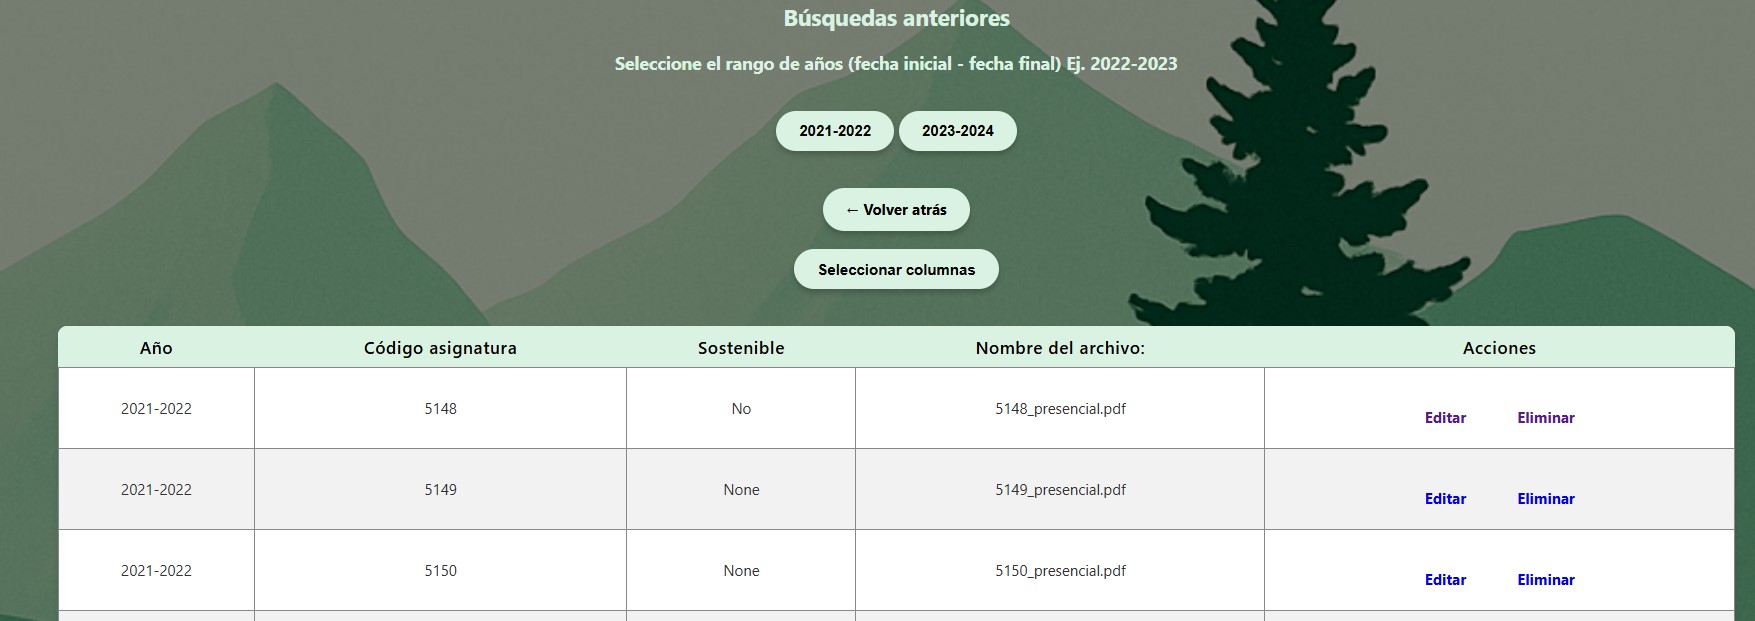 Búsquedas anteriores
Seleccione el rango de años (fecha inicial - fecha final) Ej. 2022-2023
2021-2022 2023-2024
← Volver atrás
Seleccionar columnas
Año Código asignatura Sostenible Nombre del archivo: Acciones
2021-2022 5148 No 5148_presencial.pdf Editar Eliminar
2021-2022 5149 None 5149_presencial.pdf Editar Eliminar
2021-2022 5150 None 5150_presencial.pdf Editar Eliminar